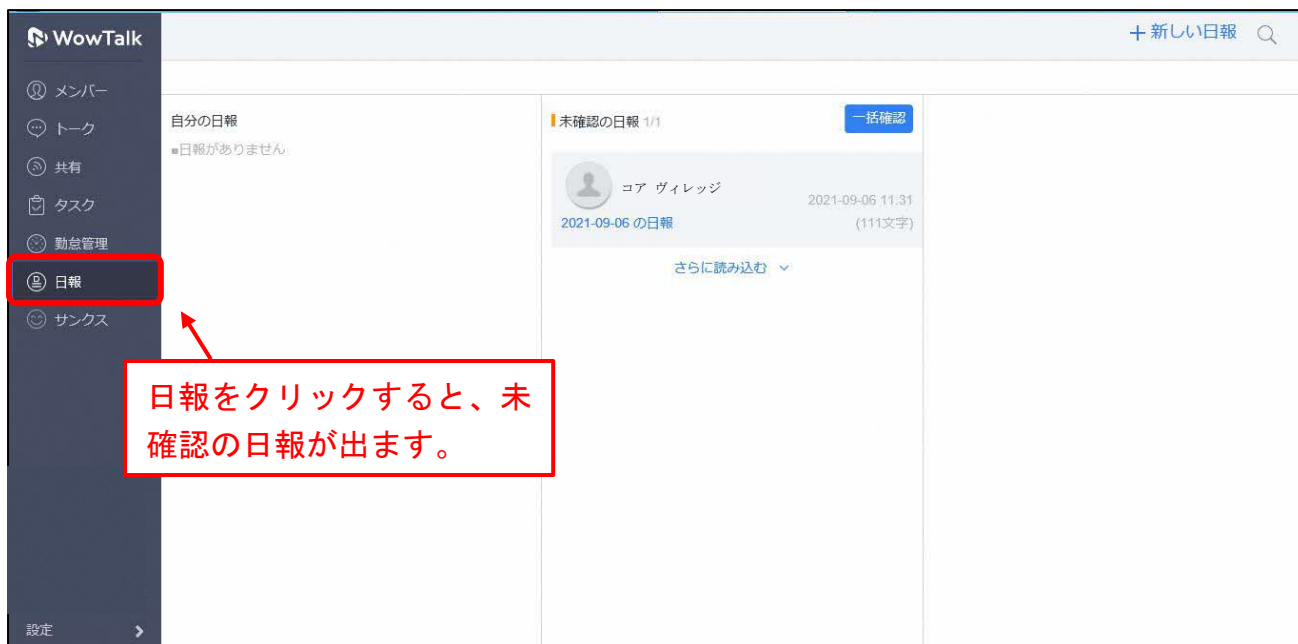 WowTalk
＋新しい日報
メンバー
トーク
共有
タスク
勤怠管理
日報
サンクス
設定
自分の日報
■日報がありません
未確認の日報 1/1
一括確認
コア ヴィレッジ
2021-09-06 11:31
2021-09-06 の日報
(111文字)
さらに読み込む
日報をクリックすると、未
確認の日報が出ます。